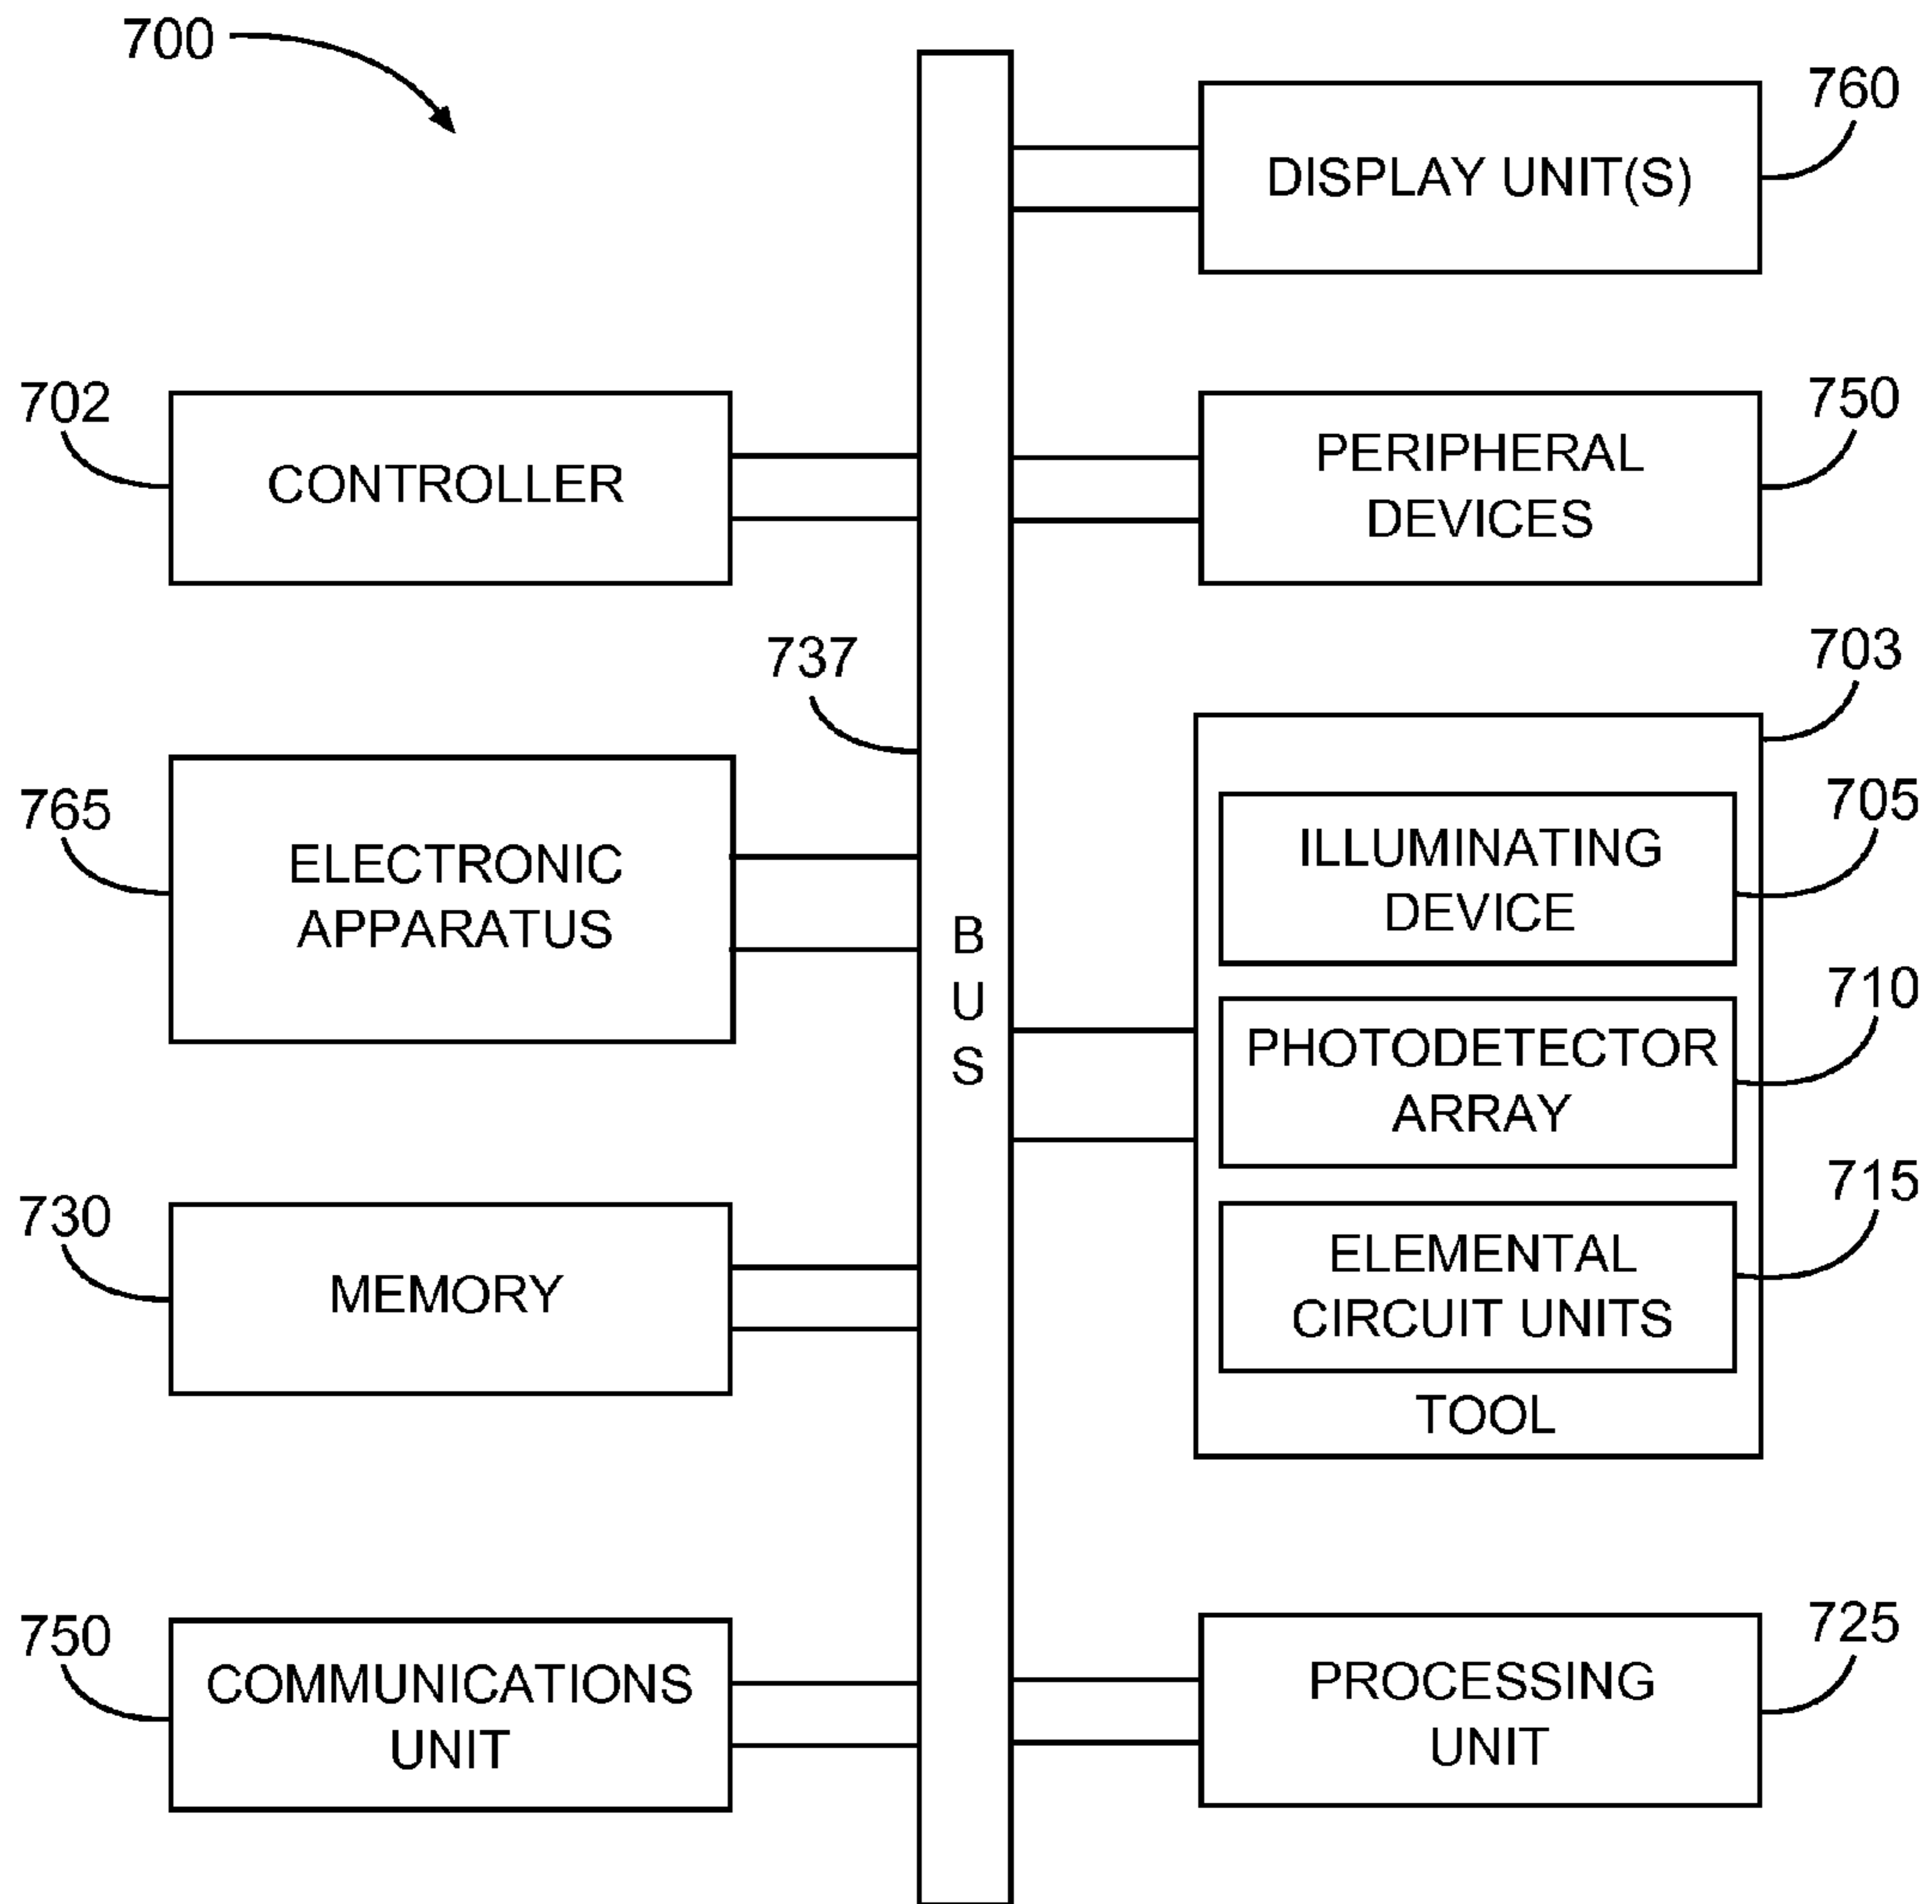 700
760
DISPLAY UNIT(S)
702
CONTROLLER
750
PERIPHERAL
DEVICES
737
703
765
ELECTRONIC
APPARATUS
B
U
S
705
ILLUMINATING
DEVICE
710
PHOTODETECTOR
ARRAY
715
ELEMENTAL
CIRCUIT UNITS
TOOL
730
MEMORY
750
COMMUNICATIONS
UNIT
725
PROCESSING
UNIT